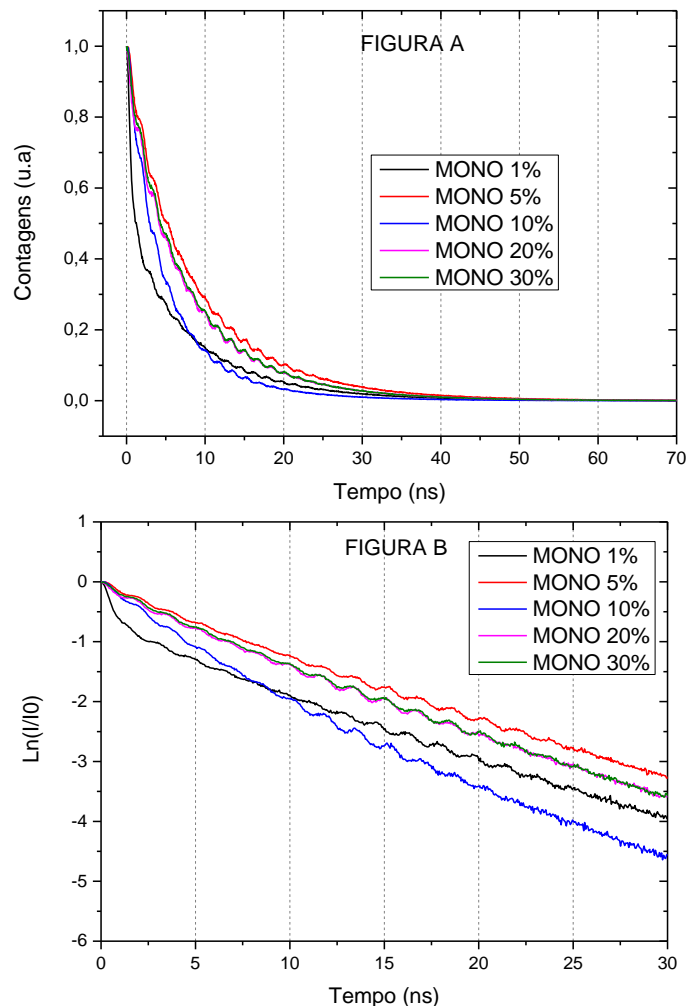 FIGURA A
1,0
0,8
0,6
0,4
0,2
0,0
Contagens (u.a)
MONO 1%
MONO 5%
MONO 10%
MONO 20%
MONO 30%
0 10 20 30 40 50 60 70
Tempo (ns)
FIGURA B
1
0
-1
-2
-3
-4
-5
-6
Ln(I/I0)
MONO 1%
MONO 5%
MONO 10%
MONO 20%
MONO 30%
0 5 10 15 20 25 30
Tempo (ns)